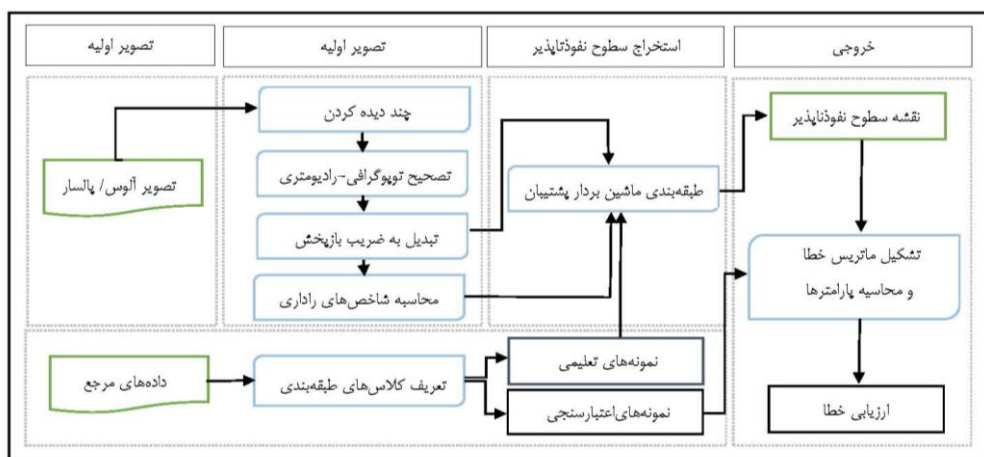 تصویر اولیه
تصویر اولیه
استخراج سطوح نفوذناپذیر
خروجی
چند دیده کردن
نقشه سطوح نفوذناپذیر
تصویر آلوس/ پالسار
تصحیح توپوگرافی-رادیومتری
طبقه‌بندی ماشین بردار پشتیبان
تبدیل به ضریب بازپخش
تشکیل ماتریس خطا
و محاسبه پارامترها
محاسبه شاخص‌های راداری
داده‌های مرجع
تعریف کلاس‌های طبقه‌بندی
نمونه‌های تعلیمی
نمونه‌های اعتبارسنجی
ارزیابی خطا